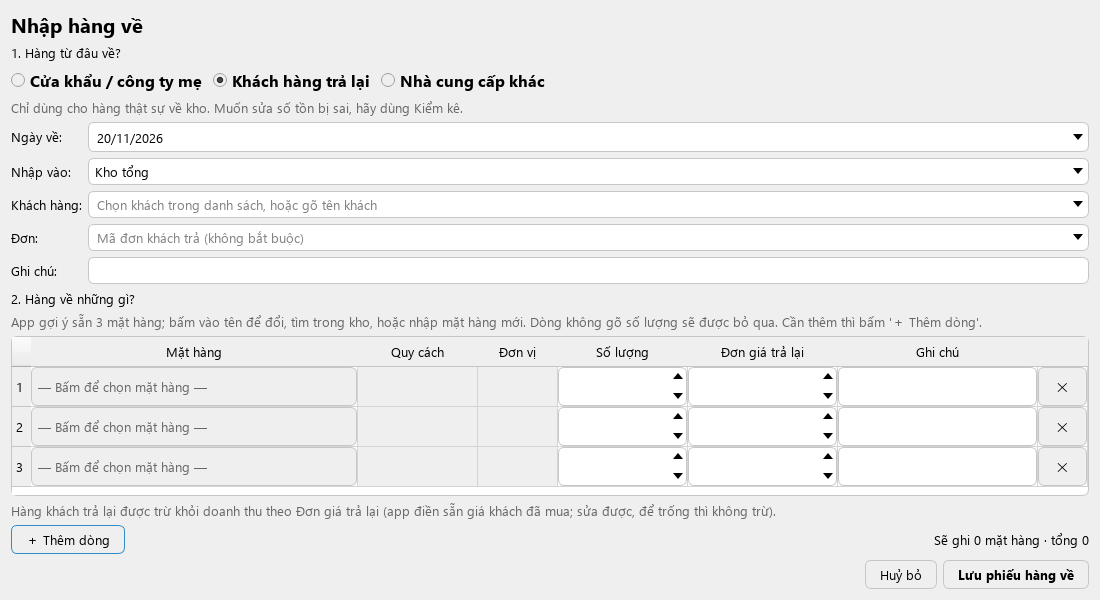 Nhập hàng về
1. Hàng từ đâu về?
Cửa khẩu / công ty mẹ Khách hàng trả lại Nhà cung cấp khác
Chỉ dùng cho hàng thật sự về kho. Muốn sửa số tồn bị sai, hãy dùng Kiểm kê.
Ngày về: 20/11/2026
Nhập vào: Kho tổng
Khách hàng: Chọn khách trong danh sách, hoặc gõ tên khách
Đơn: Mã đơn khách trả (không bắt buộc)
Ghi chú:
2. Hàng về những gì?
App gợi ý sẵn 3 mặt hàng; bấm vào tên để đổi, tìm trong kho, hoặc nhập mặt hàng mới. Dòng không gõ số lượng sẽ được bỏ qua. Cần thêm thì bấm '+ Thêm dòng'.
Mặt hàng Quy cách Đơn vị Số lượng Đơn giá trả lại Ghi chú
1 — Bấm để chọn mặt hàng — ×
2 — Bấm để chọn mặt hàng — ×
3 — Bấm để chọn mặt hàng — ×
Hàng khách trả lại được trừ khỏi doanh thu theo Đơn giá trả lại (app điền sẵn giá khách đã mua; sửa được, để trống thì không trừ).
+ Thêm dòng Sẽ ghi 0 mặt hàng · tổng 0
Huỷ bỏ Lưu phiếu hàng về